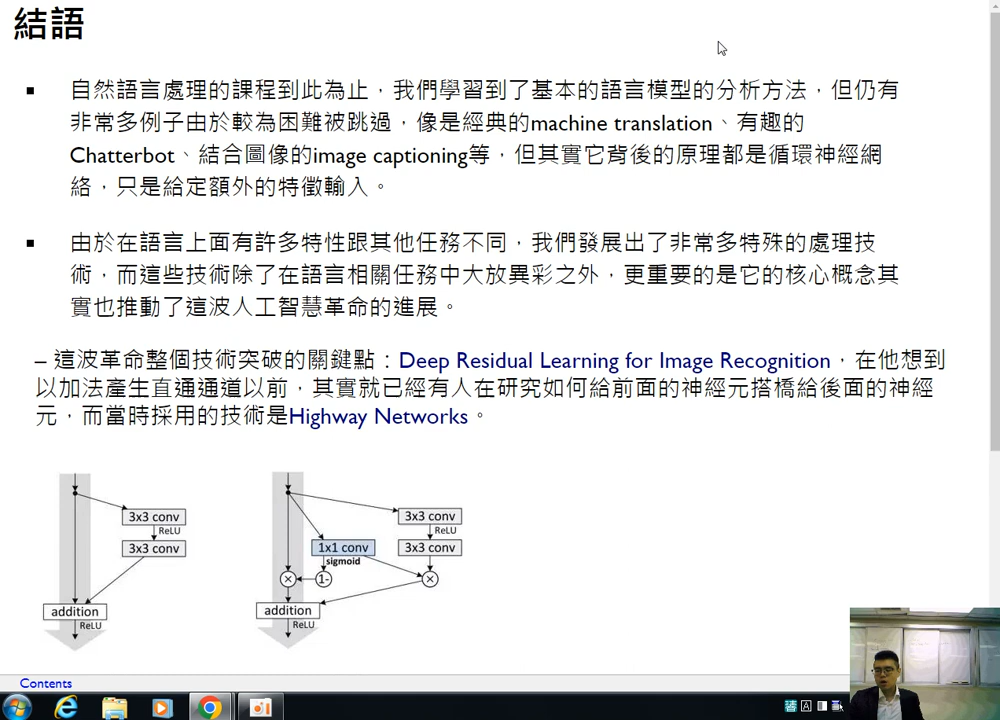 結語
▪ 自然語言處理的課程到此為止，我們學習到了基本的語言模型的分析方法，但仍有
非常多例子由於較為困難被跳過，像是經典的machine translation、有趣的
Chatterbot、結合圖像的image captioning等，但其實它背後的原理都是循環神經網
絡，只是給定額外的特徵輸入。
▪ 由於在語言上面有許多特性跟其他任務不同，我們發展出了非常多特殊的處理技
術，而這些技術除了在語言相關任務中大放異彩之外，更重要的是它的核心概念其
實也推動了這波人工智慧革命的進展。
– 這波革命整個技術突破的關鍵點：Deep Residual Learning for Image Recognition，在他想到
以加法產生直通通道以前，其實就已經有人在研究如何給前面的神經元搭橋給後面的神經
元，而當時採用的技術是Highway Networks。
3x3 conv
ReLU
3x3 conv
addition
ReLU
3x3 conv
ReLU
1x1 conv
3x3 conv
sigmoid
× 1- ×
addition
ReLU
Contents